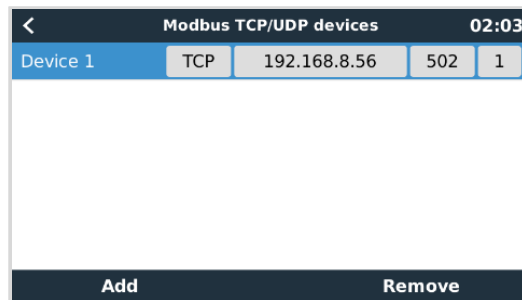 Modbus TCP/UDP devices 02:03
Device 1 TCP 192.168.8.56 502 1
Add Remove